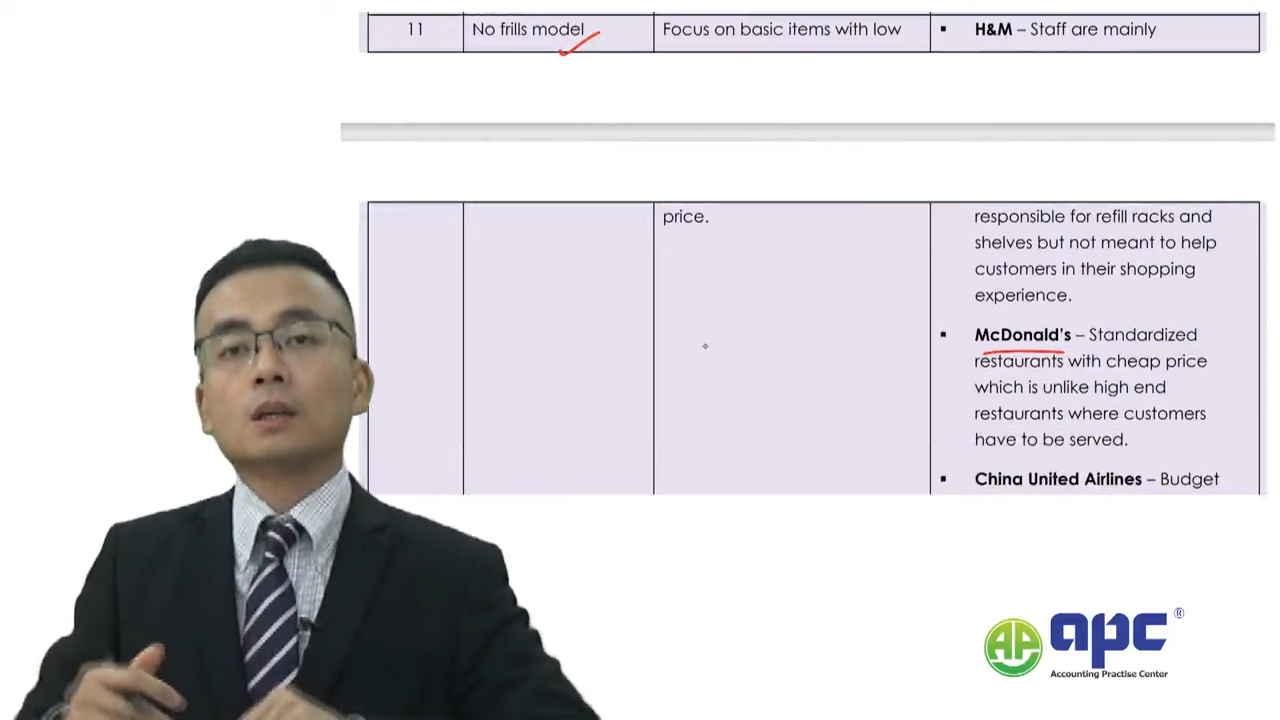 11
No frills model
Focus on basic items with low
▪ H&M – Staff are mainly
price.
responsible for refill racks and
shelves but not meant to help
customers in their shopping
experience.
▪ McDonald's – Standardized
restaurants with cheap price
which is unlike high end
restaurants where customers
have to be served.
▪ China United Airlines – Budget
AP apc®
Accounting Practise Center